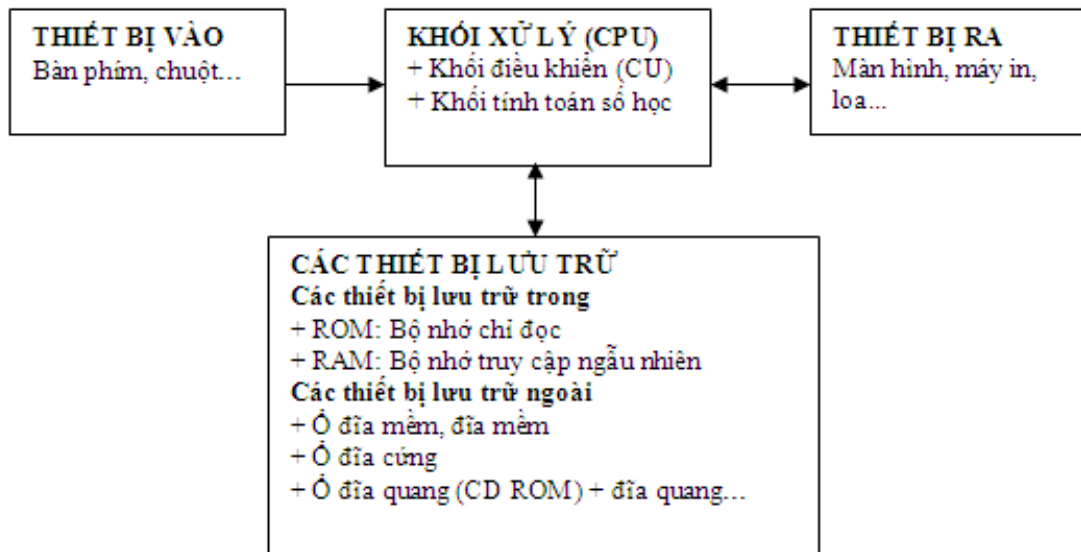 THIẾT BỊ VÀO
Bàn phím, chuột...
KHỐI XỬ LÝ (CPU)
+ Khối điều khiển (CU)
+ Khối tính toán số học
THIẾT BỊ RA
Màn hình, máy in,
loa...
CÁC THIẾT BỊ LƯU TRỮ
Các thiết bị lưu trữ trong
+ ROM: Bộ nhớ chỉ đọc
+ RAM: Bộ nhớ truy cập ngẫu nhiên
Các thiết bị lưu trữ ngoài
+ Ổ đĩa mềm, đĩa mềm
+ Ổ đĩa cứng
+ Ổ đĩa quang (CD ROM) + đĩa quang...